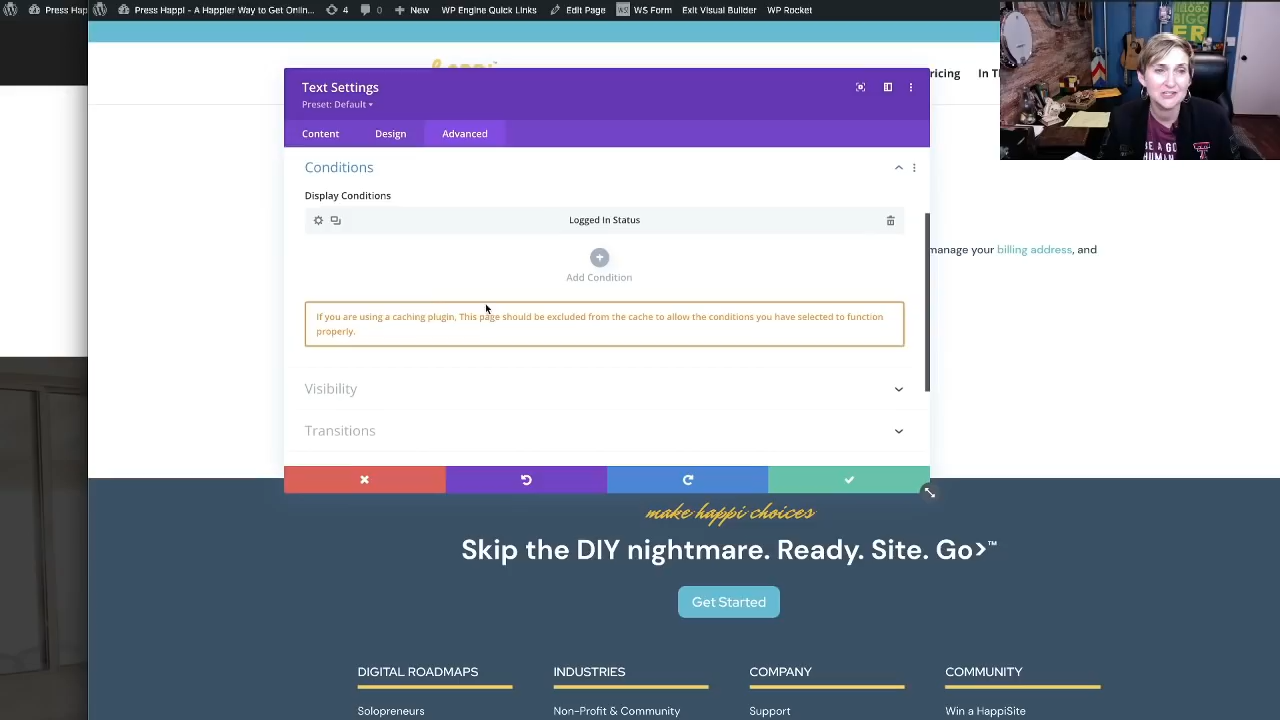 Press Happi
Press Happi - A Happier Way to Get Onlin...
4
0
New
WP Engine Quick Links
Edit Page
WS Form
Exit Visual Builder
WP Rocket
Text Settings
Preset: Default
Content
Design
Advanced
Conditions
Display Conditions
Logged In Status
Add Condition
If you are using a caching plugin, This page should be excluded from the cache to allow the conditions you have selected to function
properly.
Visibility
Transitions
ricing
In T
manage your billing address, and
make happi choices
Skip the DIY nightmare. Ready. Site. Go>™
Get Started
DIGITAL ROADMAPS
INDUSTRIES
COMPANY
COMMUNITY
Solopreneurs
Non-Profit & Community
Support
Win a HappiSite